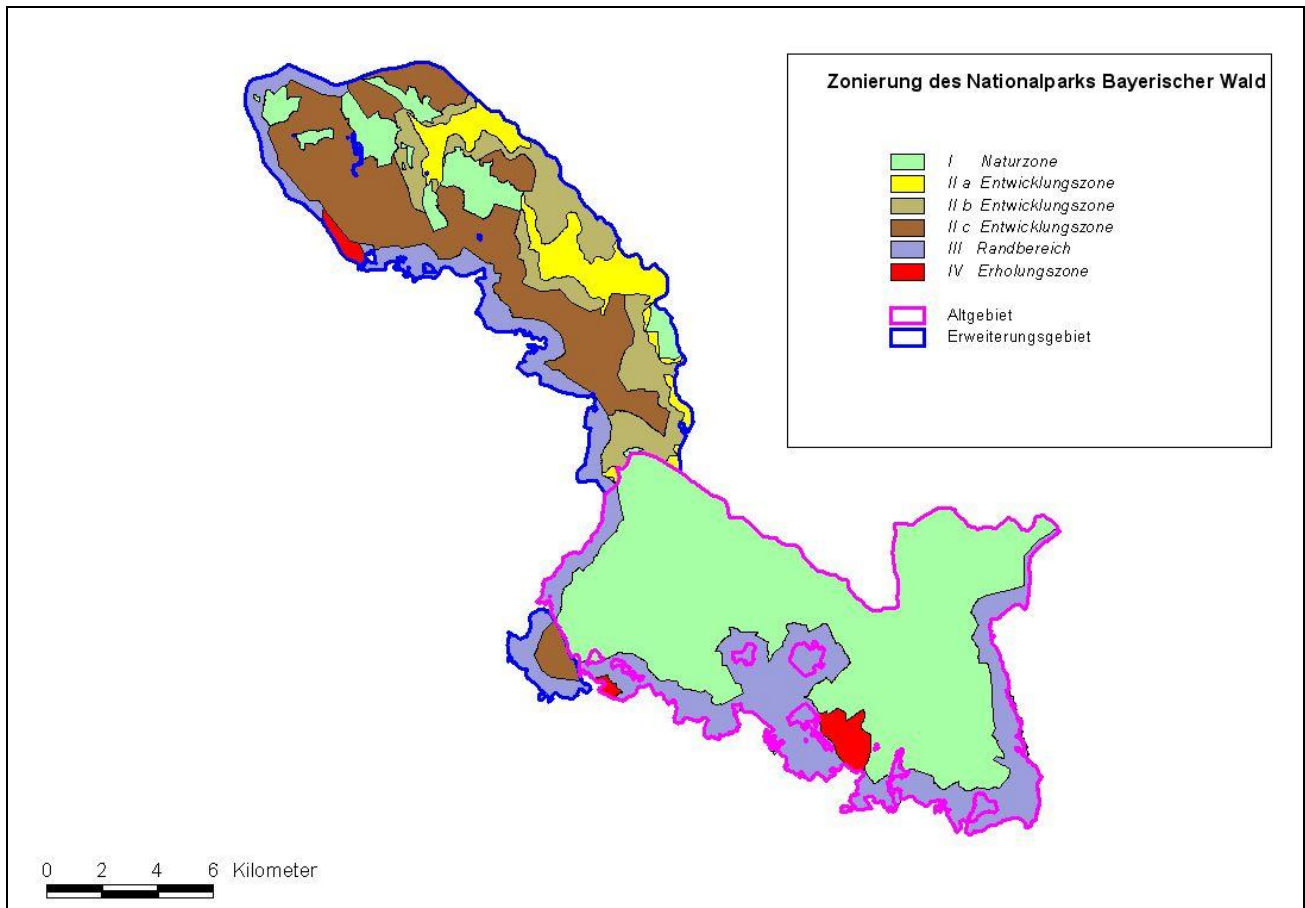 Zonierung des Nationalparks Bayerischer Wald
I Naturzone
II a Entwicklungszone
II b Entwicklungszone
II c Entwicklungszone
III Randbereich
IV Erholungszone
Altgebiet
Erweiterungsgebiet
0 2 4 6 Kilometer